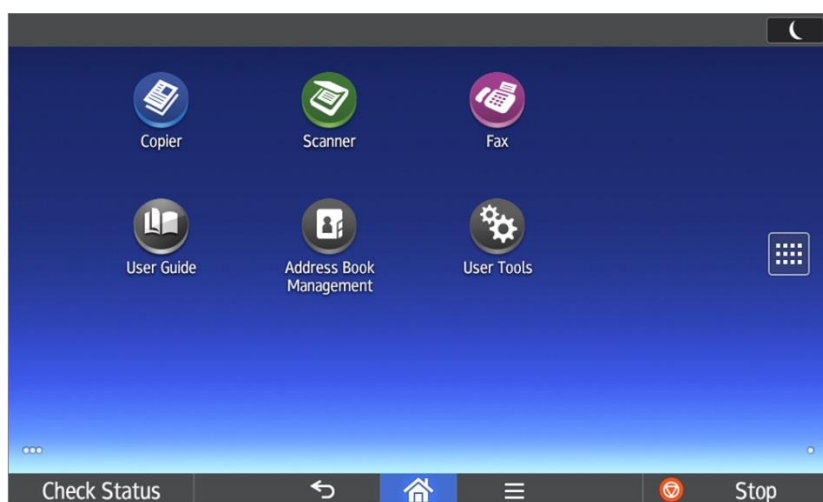 Copier
Scanner
Fax
User Guide
Address Book
Management
User Tools
Check Status
Stop